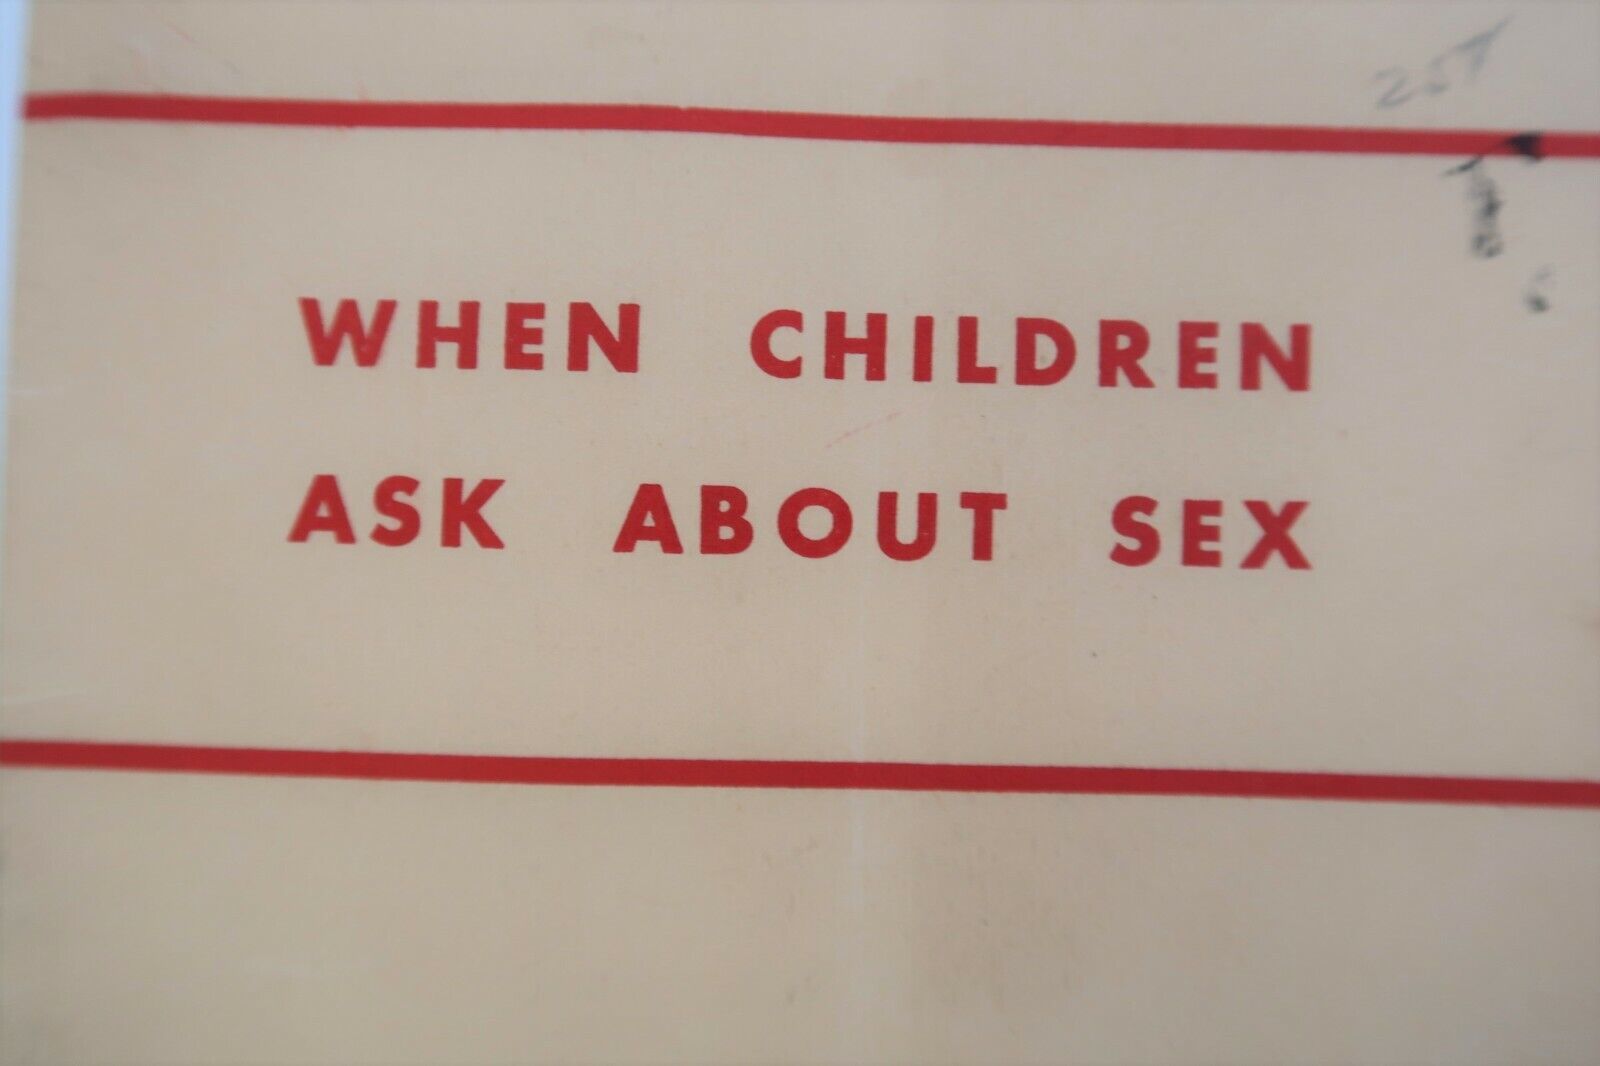 WHEN CHILDREN
ASK ABOUT SEX